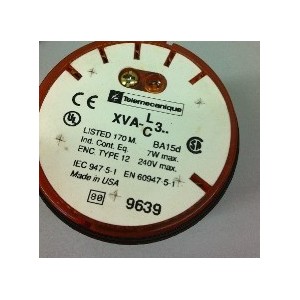 Telemecanique
XVA-L3..
C
LISTED 170 M. BA15d
Ind. Cont. Eq. 7W max.
ENC. TYPE 12 240V max.
IEC 947 5-1 EN 60947 5-1
Made in USA
9639